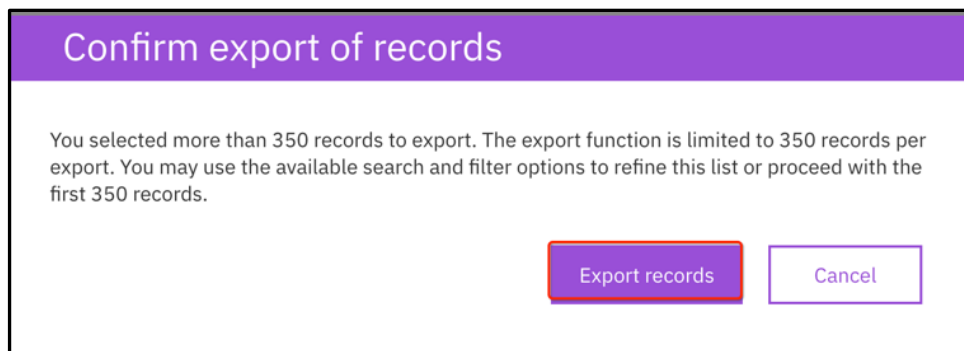 Confirm export of records
You selected more than 350 records to export. The export function is limited to 350 records per
export. You may use the available search and filter options to refine this list or proceed with the
first 350 records.
Export records
Cancel